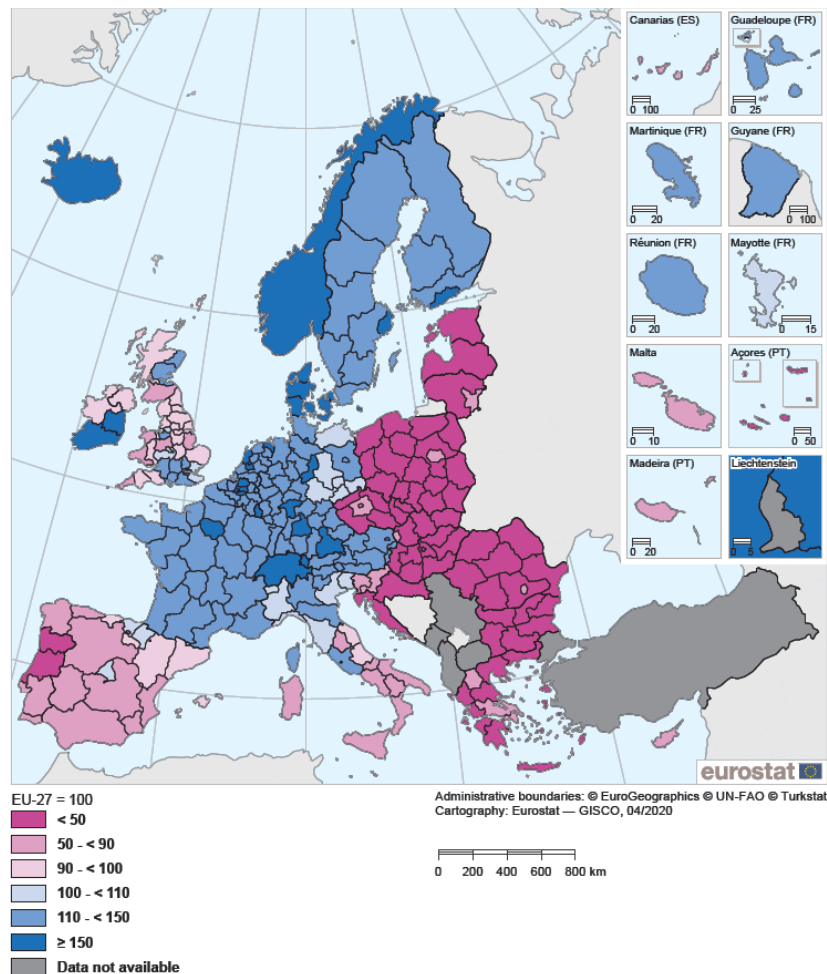 Canarias (ES)
0 100
Guadeloupe (FR)
0 25
Martinique (FR)
0 20
Guyane (FR)
0 100
Réunion (FR)
0 20
Mayotte (FR)
0 15
Malta
0 10
Açores (PT)
0 50
Madeira (PT)
0 20
Liechtenstein
0 5
eurostat
EU-27 = 100
< 50
50 - < 90
90 - < 100
100 - < 110
110 - < 150
≥ 150
Data not available
Administrative boundaries: © EuroGeographics © UN-FAO © Turkstat
Cartography: Eurostat — GISCO, 04/2020
0 200 400 600 800 km